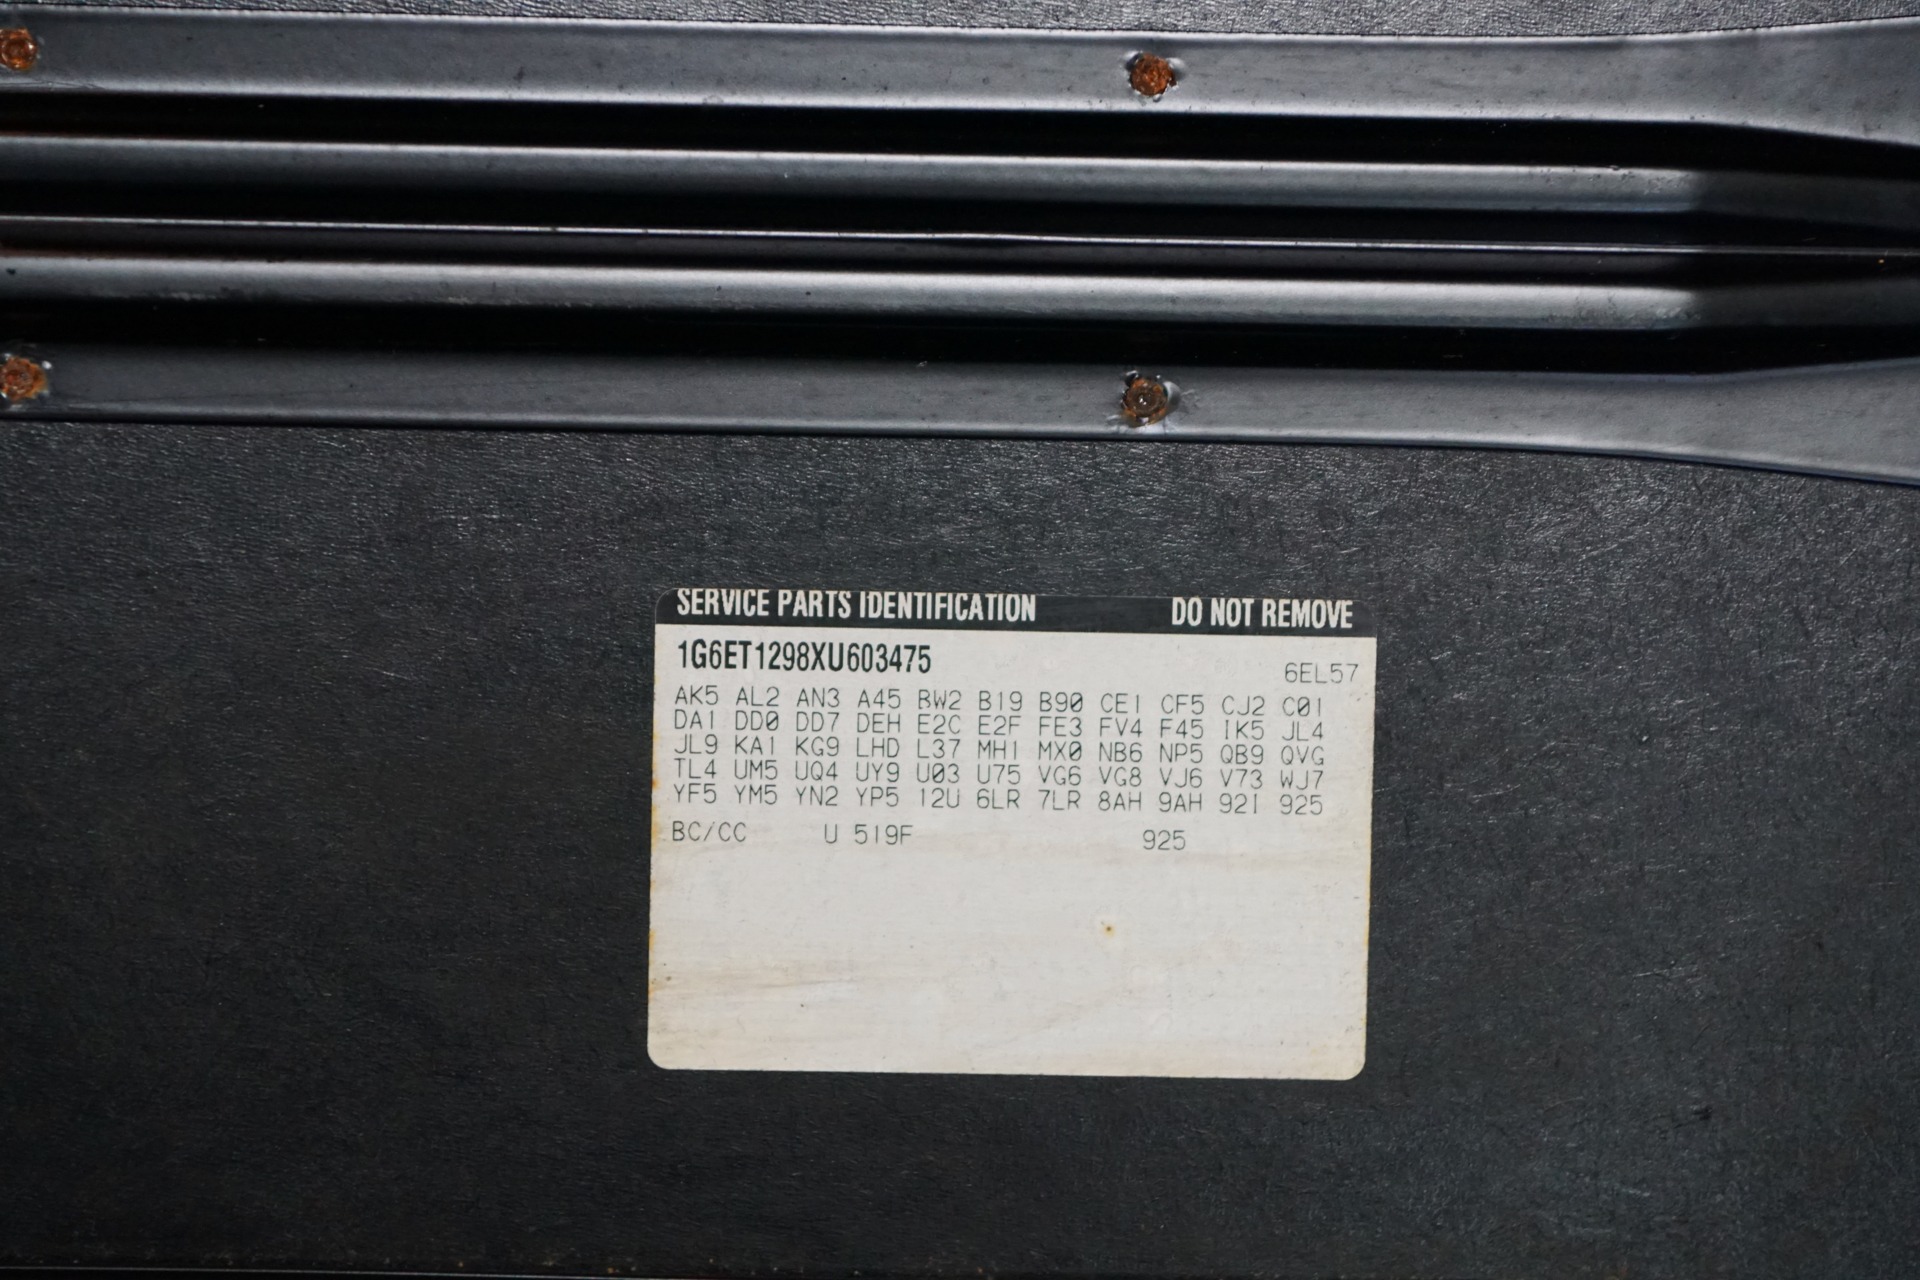 SERVICE PARTS IDENTIFICATION DO NOT REMOVE
1G6ET1298XU603475 6EL57
AK5 AL2 AN3 A45 BW2 B19 B90 CE1 CF5 CJ2 C01
DA1 DD0 DD7 DEH E2C E2F FE3 FV4 F45 IK5 JL4
JL9 KA1 KG9 LHD L37 MH1 MX0 NB6 NP5 QB9 QVG
TL4 UM5 UQ4 UY9 U03 U75 VG6 VG8 VJ6 V73 WJ7
YF5 YM5 YN2 YP5 12U 6LR 7LR 8AH 9AH 92I 925
BC/CC U 519F 925